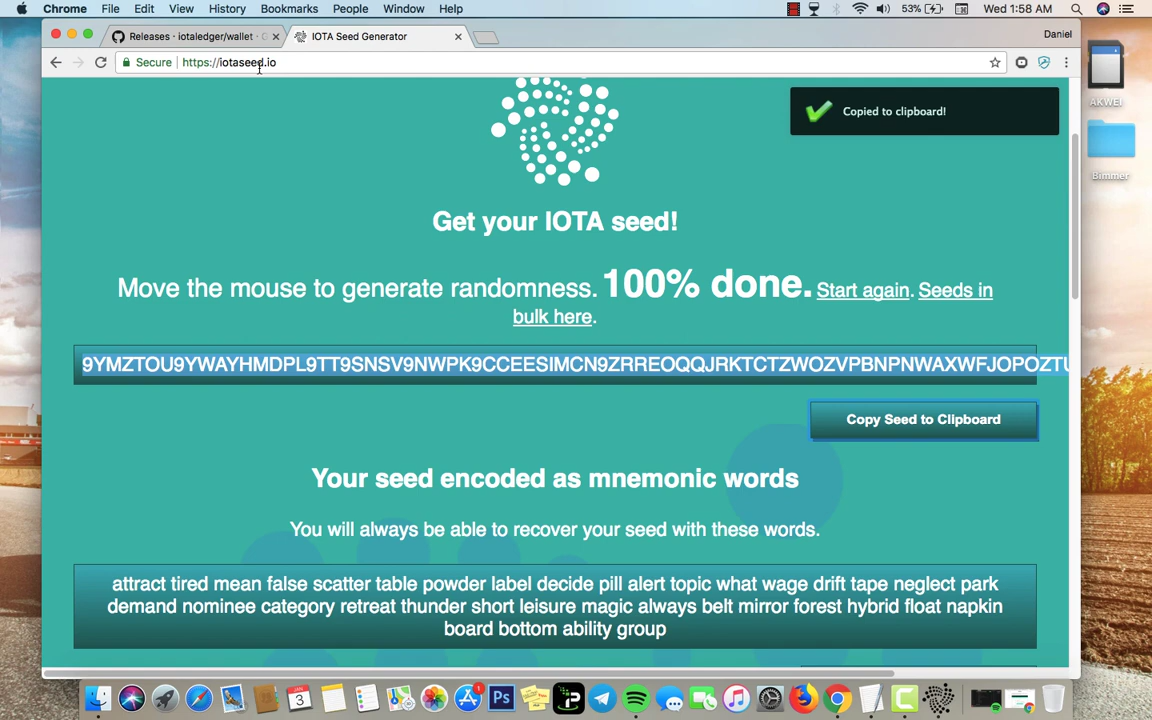 Chrome File Edit View History Bookmarks People Window Help 53% Wed 1:58 AM
Releases · iotaledger/wallet · G IOTA Seed Generator Daniel
Secure https://iotaseed.io
AKWEI
Copied to clipboard!
Bimmer
Get your IOTA seed!
Move the mouse to generate randomness. 100% done. Start again. Seeds in
bulk here.
9YMZTOU9YWAYHMDPL9TT9SNSV9NWPK9CCEESIMCN9ZRREOQQJRKTCTZWOZVPBNPNWAXWFJOPOZTU
Copy Seed to Clipboard
Your seed encoded as mnemonic words
You will always be able to recover your seed with these words.
attract tired mean false scatter table powder label decide pill alert topic what wage drift tape neglect park
demand nominee category retreat thunder short leisure magic always belt mirror forest hybrid float napkin
board bottom ability group
3
1
Ps